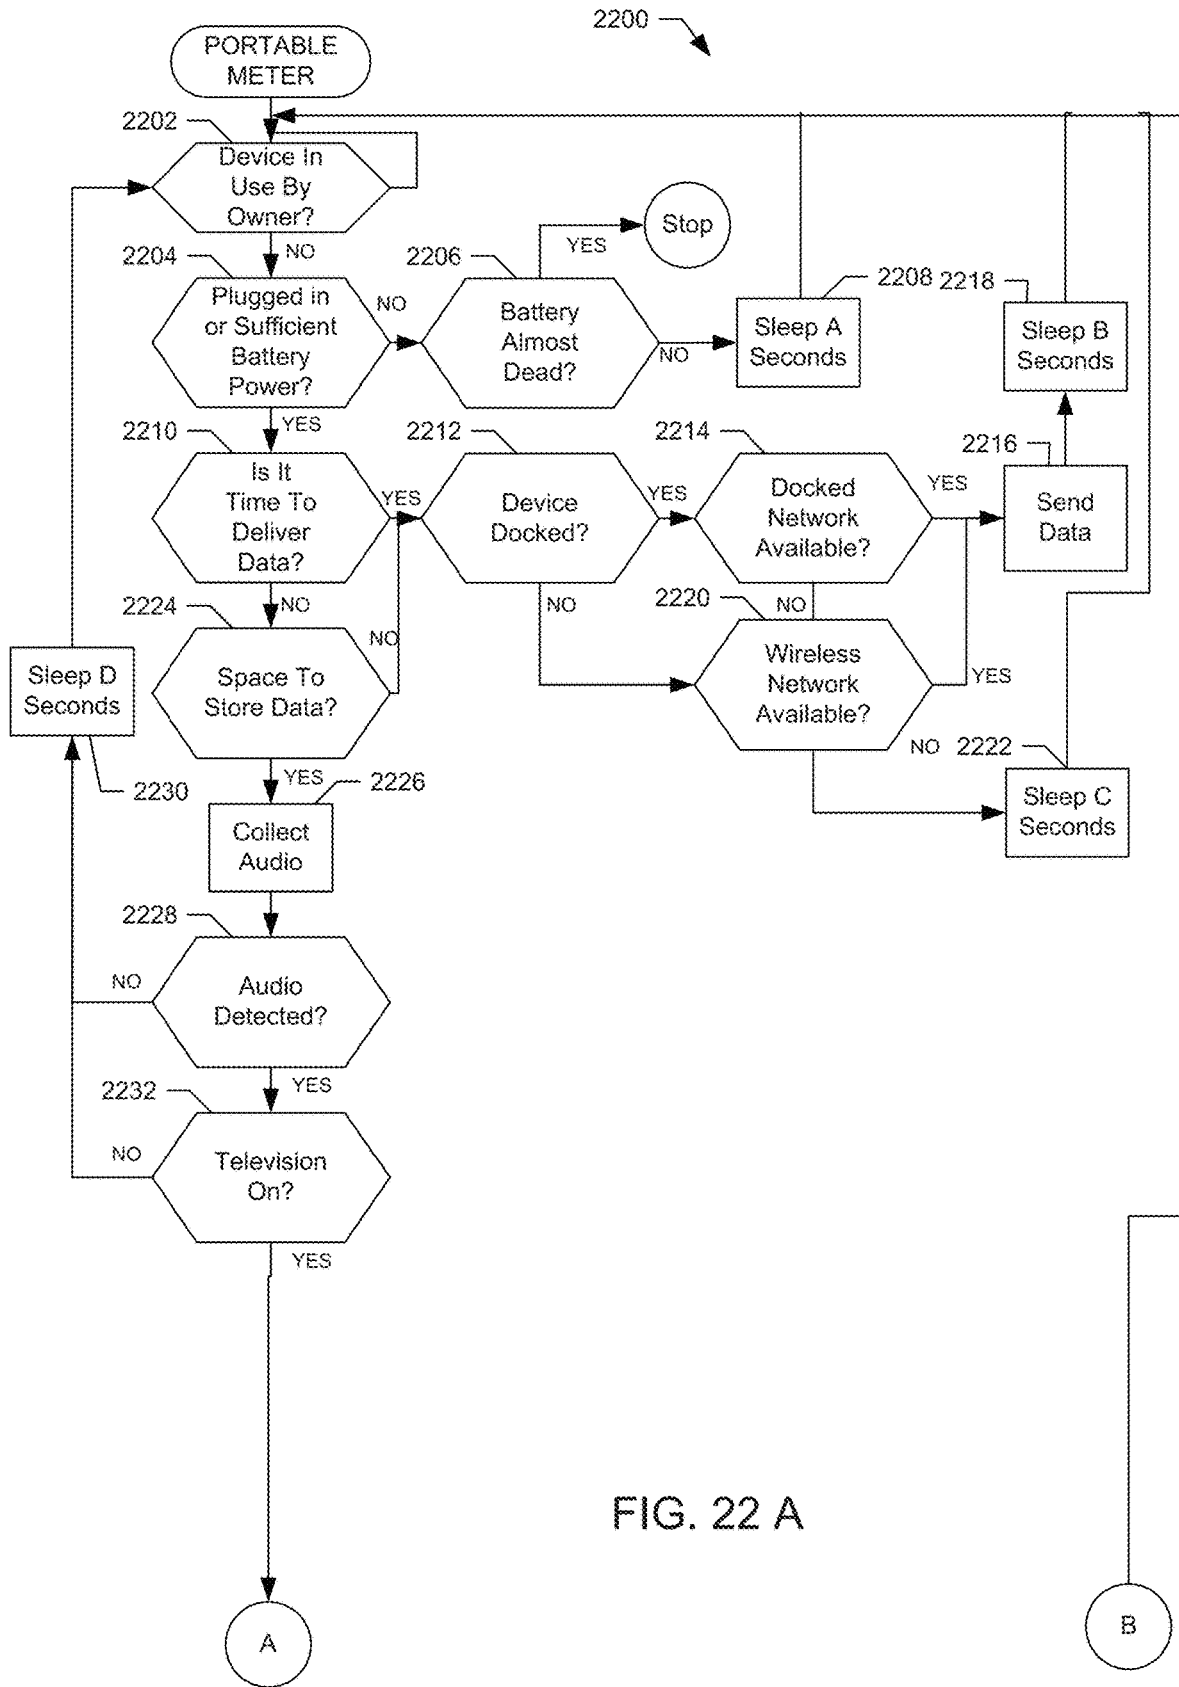 2200
PORTABLE
METER
2202
Device In
Use By
Owner?
NO
Stop
YES
2204
Plugged in
or Sufficient
Battery
Power?
NO
2206
Battery
Almost
Dead?
NO
2208
Sleep A
Seconds
2218
Sleep B
Seconds
YES
2210
Is It
Time To
Deliver
Data?
YES
2212
Device
Docked?
YES
2214
Docked
Network
Available?
YES
2216
Send
Data
NO
NO
NO
2224
Space To
Store Data?
NO
2220
Wireless
Network
Available?
YES
NO
2222
Sleep C
Seconds
Sleep D
Seconds
2230
YES
2226
Collect
Audio
2228
Audio
Detected?
NO
YES
2232
Television
On?
NO
YES
FIG. 22 A
A
B